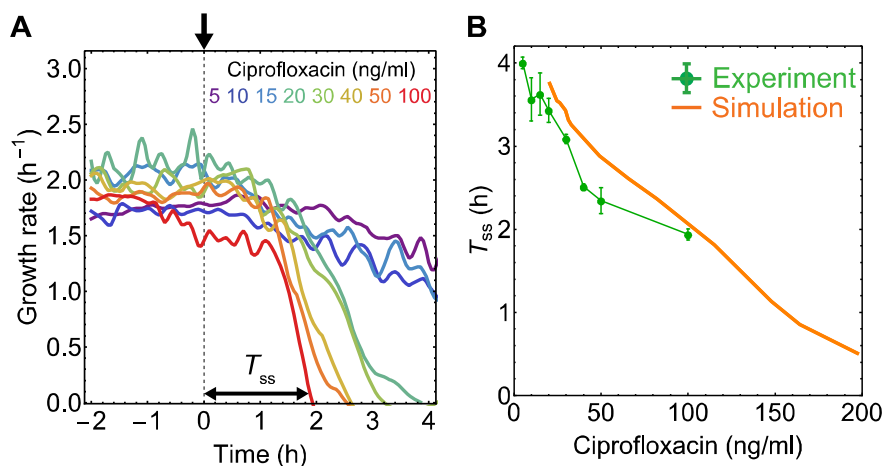 A
3.0
2.5
2.0
1.5
1.0
0.5
0.0
Growth rate (h⁻¹)
Ciprofloxacin (ng/ml)
5 10 15 20 30 40 50 100
Tss
−2 −1 0 1 2 3 4
Time (h)
B
4
3
2
1
0
Tss (h)
Experiment
Simulation
0 50 100 150 200
Ciprofloxacin (ng/ml)